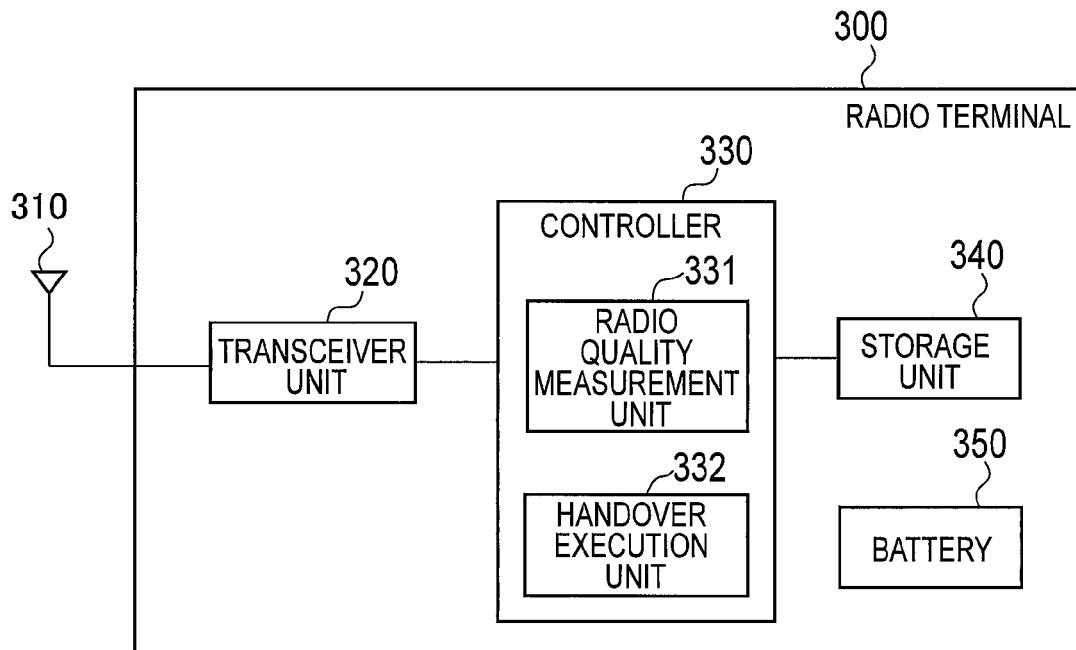 300
RADIO TERMINAL
330
310
CONTROLLER
320
331
340
TRANSCEIVER
UNIT
RADIO
QUALITY
MEASUREMENT
UNIT
STORAGE
UNIT
332
350
HANDOVER
EXECUTION
UNIT
BATTERY